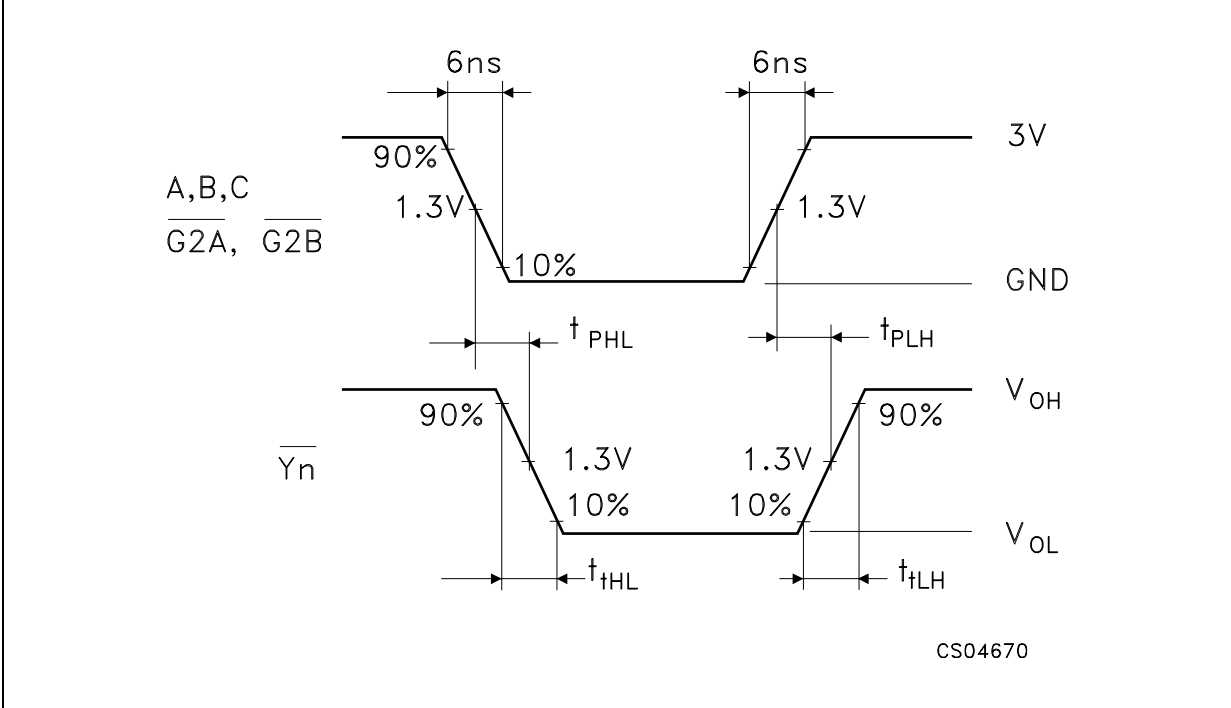 6ns 6ns
3V
90%
A,B,C
1.3V 1.3V
G2A, G2B
10%
GND
tPHL tPLH
VOH
90% 90%
1.3V 1.3V
Yn
10% 10%
VOL
ttHL ttLH
CS04670